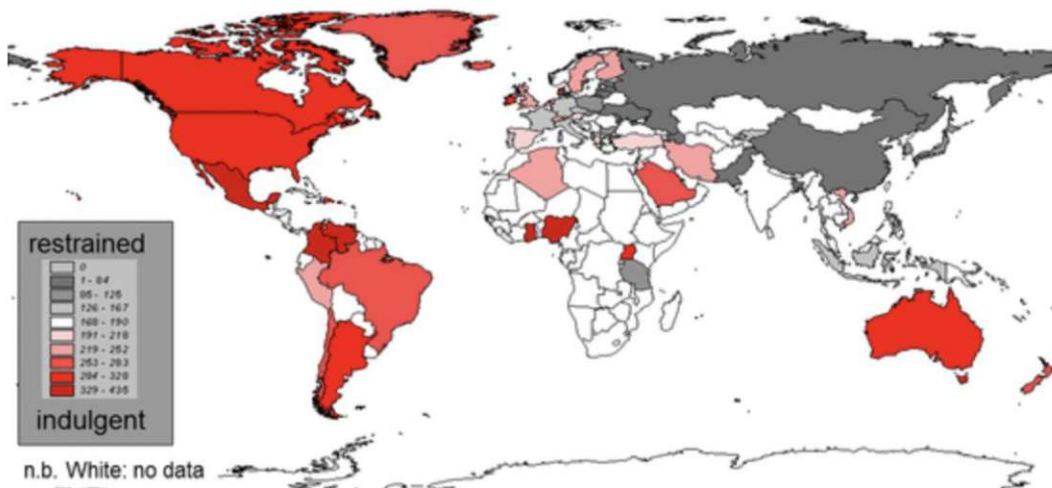 restrained
0
1 - 84
85 - 125
126 - 167
168 - 190
191 - 218
219 - 252
253 - 283
284 - 328
329 - 435
indulgent
n.b. White: no data